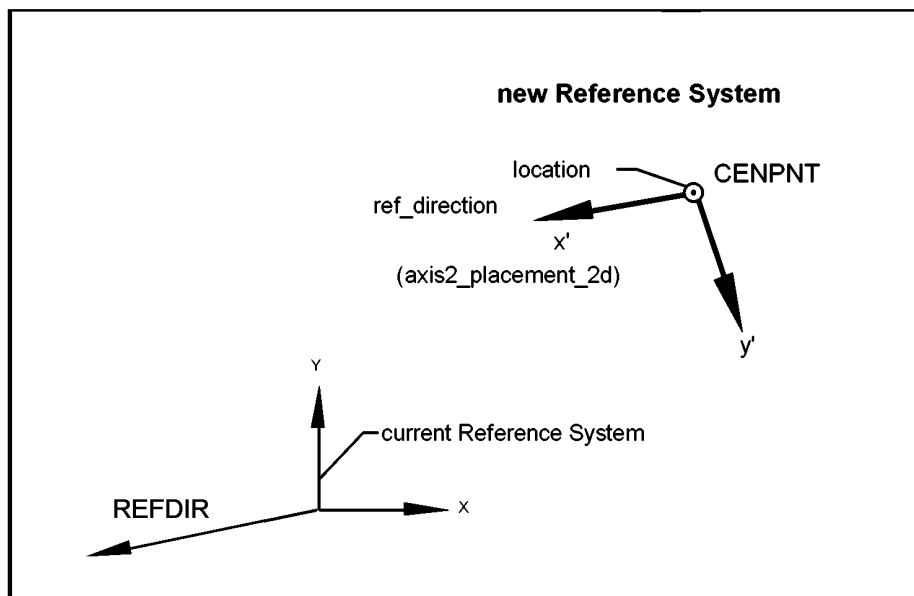 new Reference System
location
CENPNT
ref_direction
x'
(axis2_placement_2d)
y'
Y
current Reference System
REFDIR
X